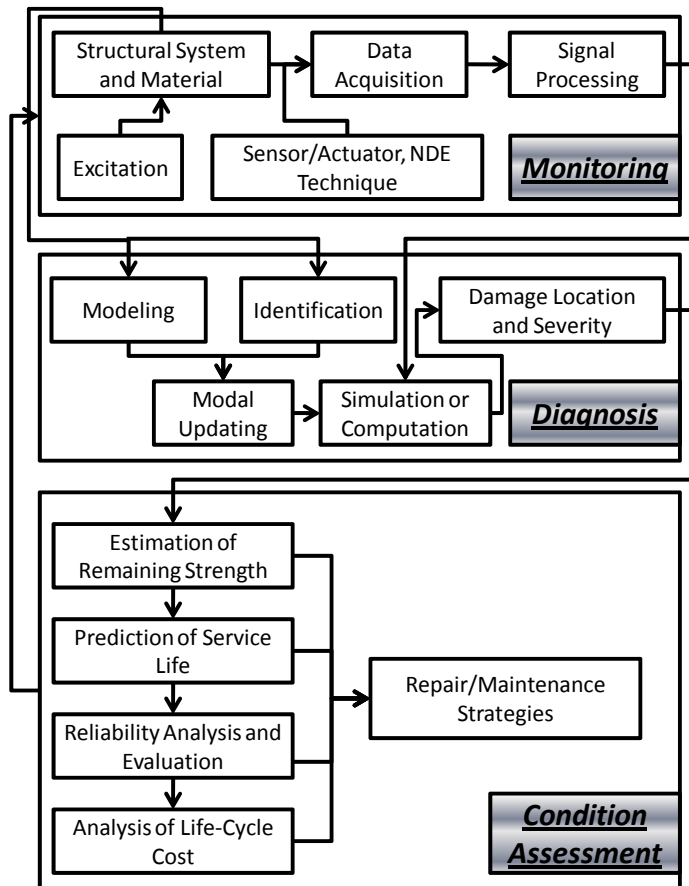 Structural System
and Material
Data
Acquisition
Signal
Processing
Excitation
Sensor/Actuator, NDE
Technique
Monitoring
Modeling
Identification
Damage Location
and Severity
Modal
Updating
Simulation or
Computation
Diagnosis
Estimation of
Remaining Strength
Prediction of Service
Life
Repair/Maintenance
Strategies
Reliability Analysis and
Evaluation
Analysis of Life-Cycle
Cost
Condition
Assessment